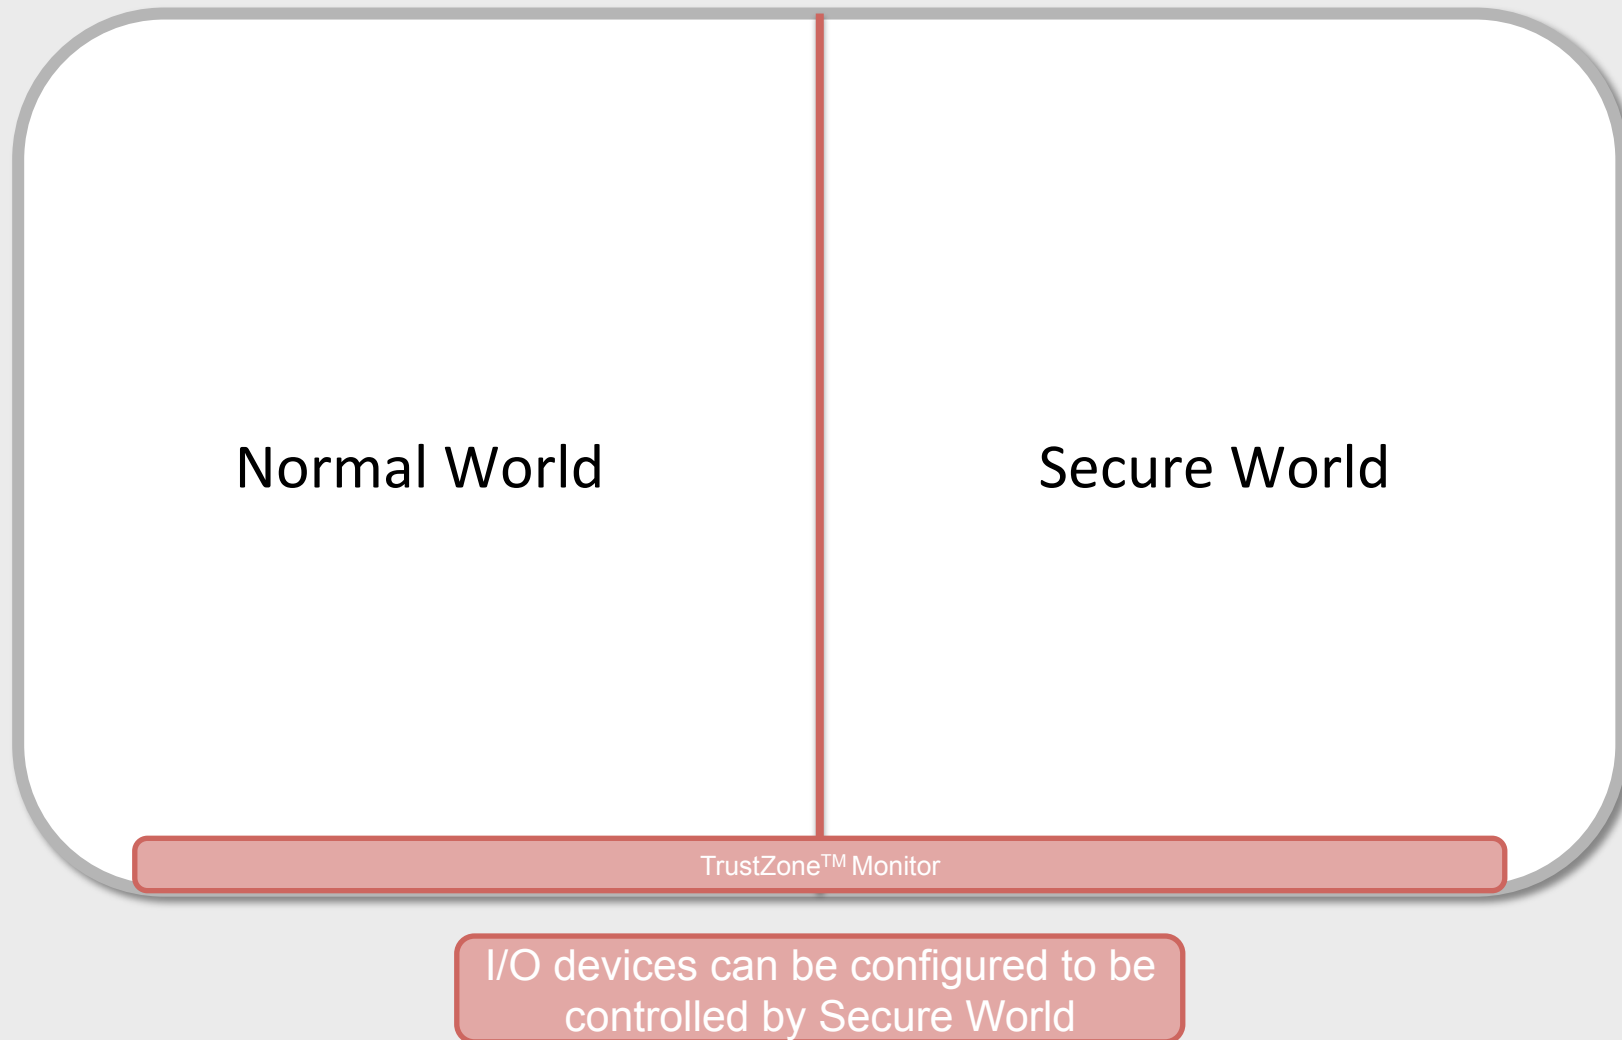 Normal World
Secure World
TrustZone™ Monitor
I/O devices can be configured to be
controlled by Secure World